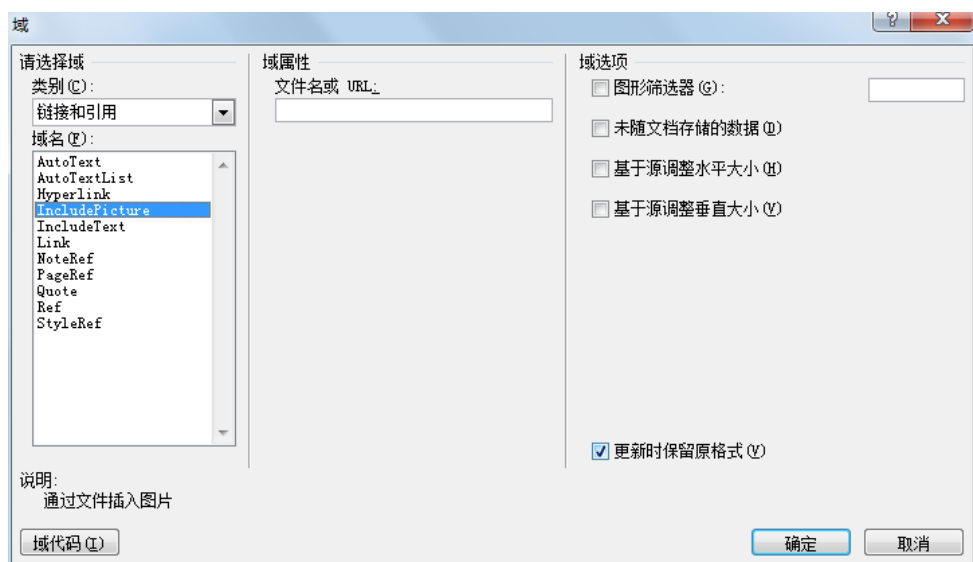 域
?
X
请选择域
类别(C):
链接和引用
域名(F):
AutoText
AutoTextList
Hyperlink
IncludePicture
IncludeText
Link
NoteRef
PageRef
Quote
Ref
StyleRef
域属性
文件名或 URL:
域选项
图形筛选器(G):
未随文档存储的数据(D)
基于源调整水平大小(H)
基于源调整垂直大小(V)
更新时保留原格式(V)
说明:
通过文件插入图片
域代码(I)
确定
取消